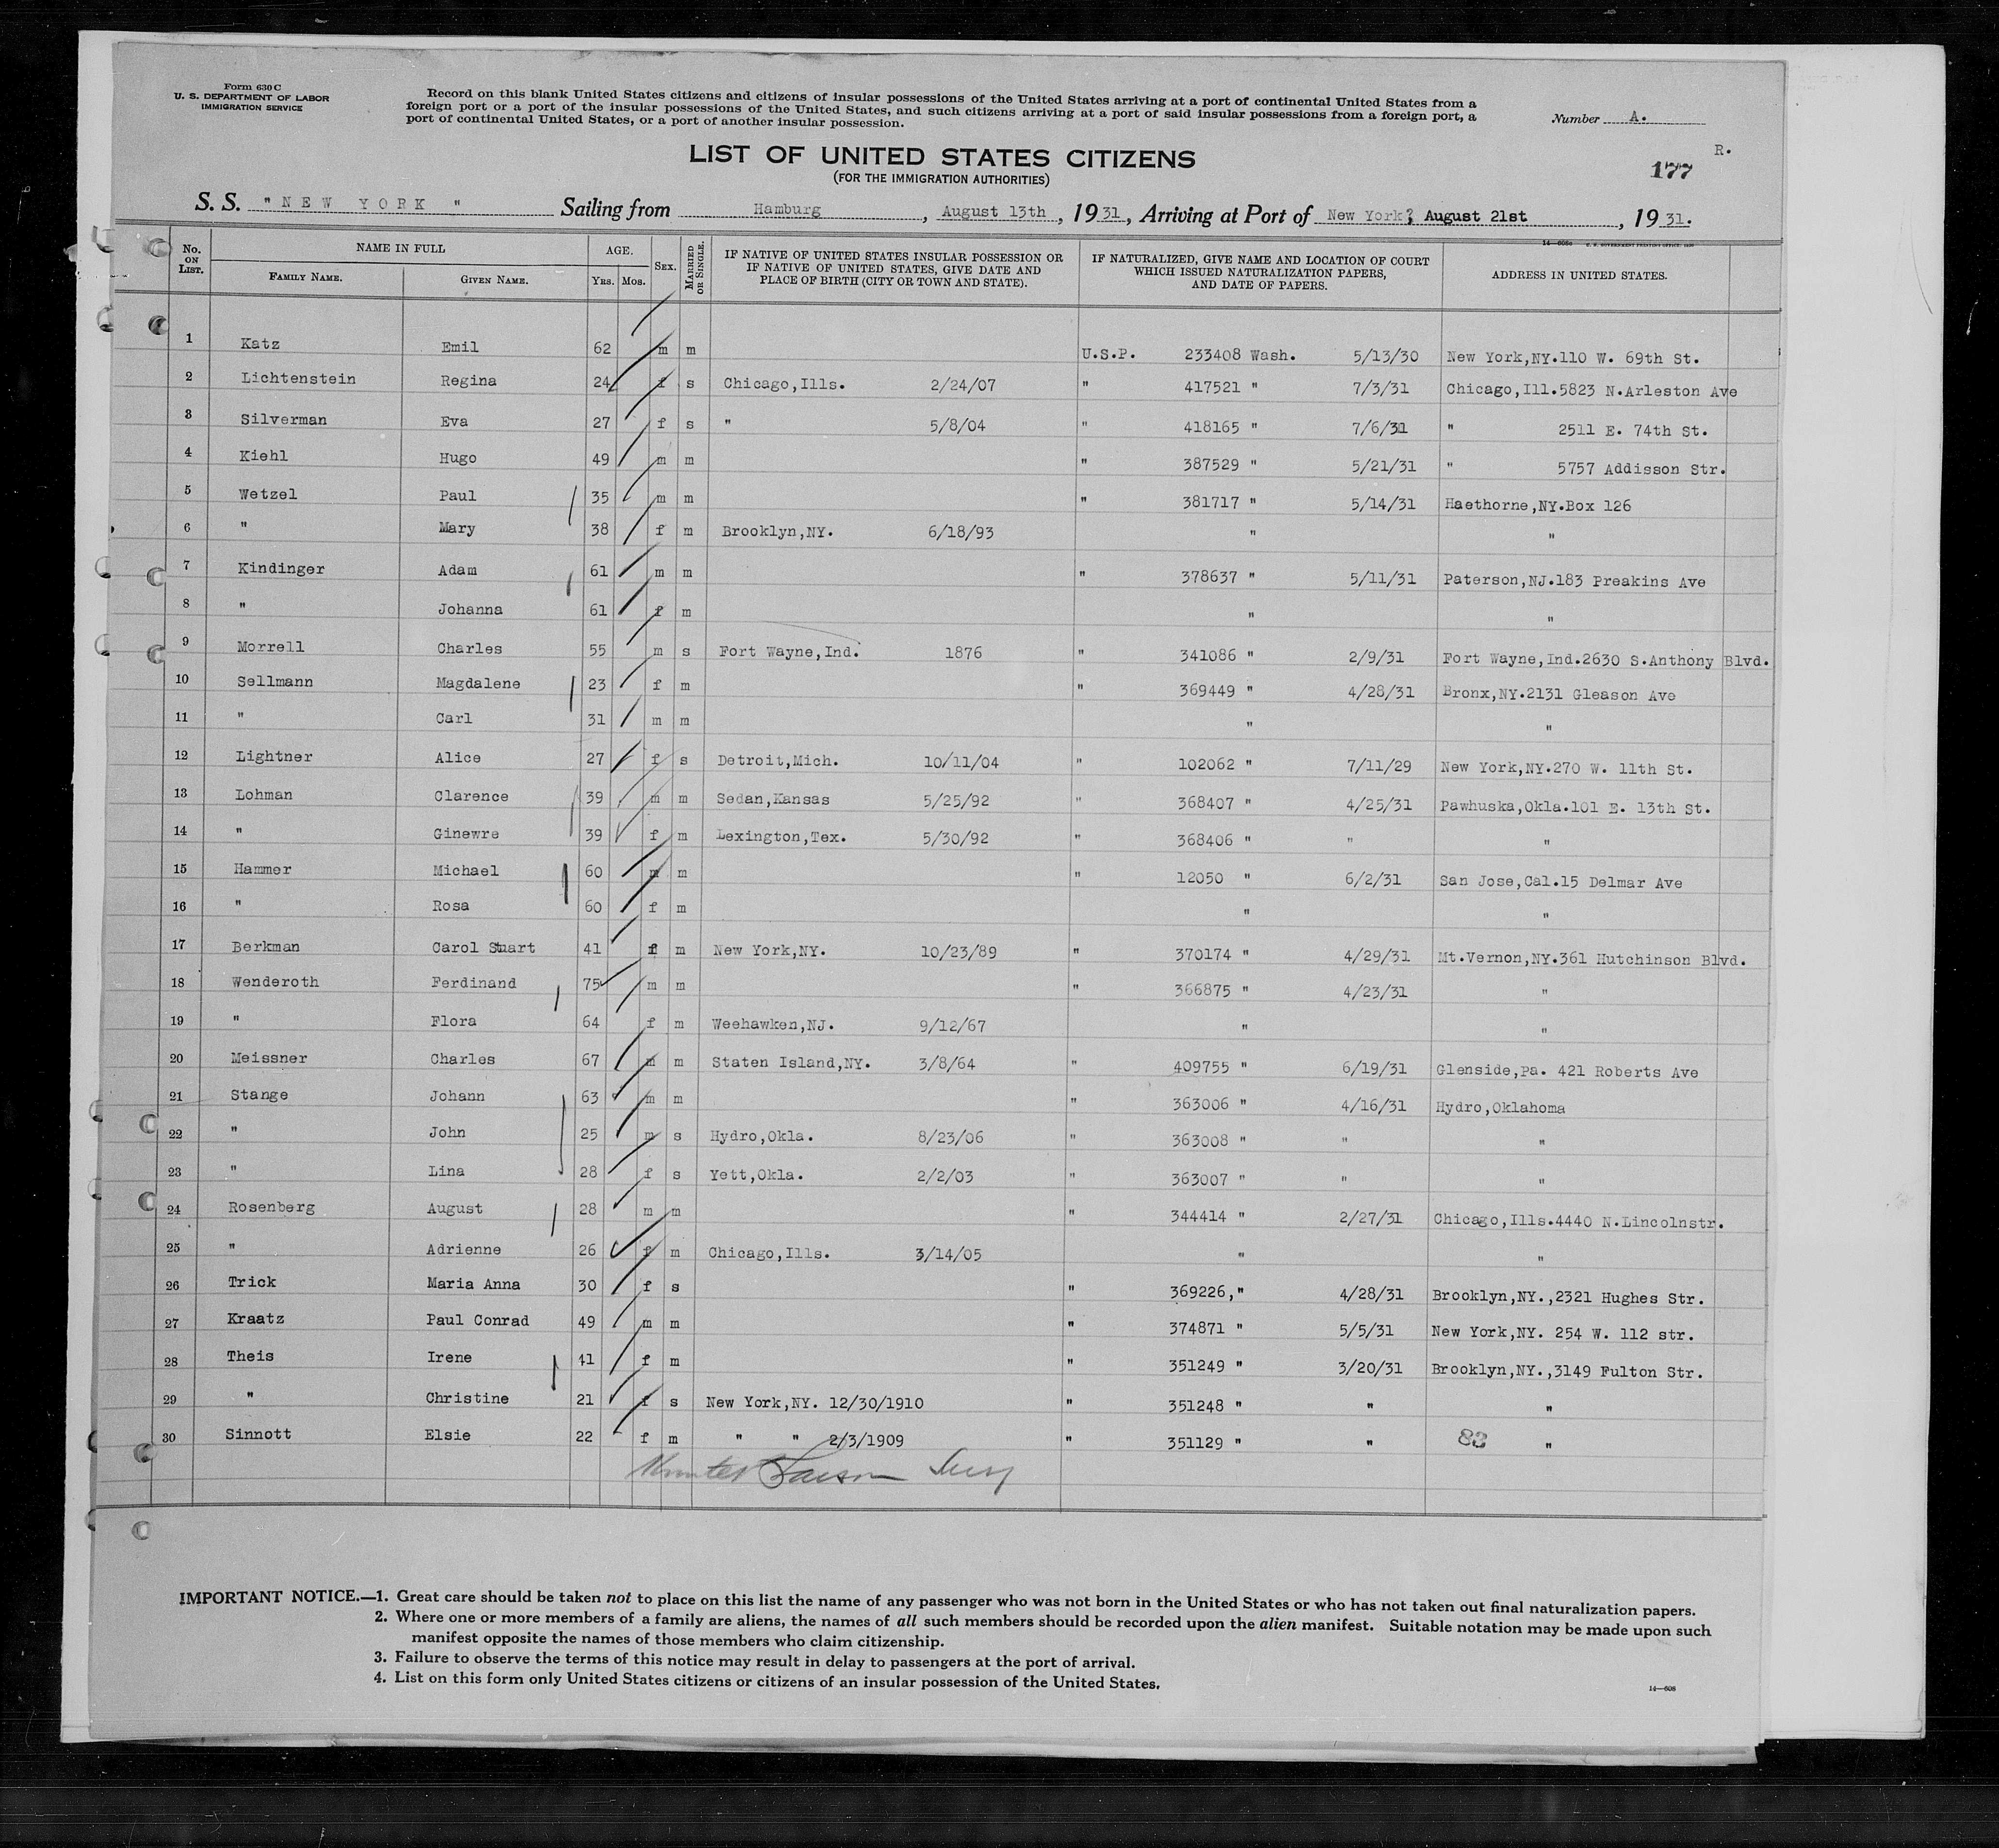 Form 630 C
U. S. DEPARTMENT OF LABOR
IMMIGRATION SERVICE
Record on this blank United States citizens and citizens of insular possessions of the United States arriving at a port of continental United States from a
foreign port or a port of the insular possessions of the United States, and such citizens arriving at a port of said insular possessions from a foreign port, a
port of continental United States, or a port of another insular possession.
Number A.
R.
177
LIST OF UNITED STATES CITIZENS
(FOR THE IMMIGRATION AUTHORITIES)
S. S. "NEW YORK" Sailing from Hamburg, August 13th, 1931, Arriving at Port of New York, August 21st, 1931.
No. ON LIST. NAME IN FULL FAMILY NAME. GIVEN NAME. AGE. YRS. MOS. SEX. MARRIED OR SINGLE. IF NATIVE OF UNITED STATES INSULAR POSSESSION OR IF NATIVE OF UNITED STATES, GIVE DATE AND PLACE OF BIRTH (CITY OR TOWN AND STATE). IF NATURALIZED, GIVE NAME AND LOCATION OF COURT WHICH ISSUED NATURALIZATION PAPERS, AND DATE OF PAPERS. ADDRESS IN UNITED STATES.
1 Katz Emil 62 m m U.S.P. 233408 Wash. 5/13/30 New York,NY.110 W. 69th St.
2 Lichtenstein Regina 24 f s Chicago,Ills. 2/24/07 " 417521 " 7/3/31 Chicago,Ill.5823 N.Arleston Ave
3 Silverman Eva 27 f s " 5/8/04 " 418165 " 7/6/31 " 2511 E. 74th St.
4 Kiehl Hugo 49 m m " 387529 " 5/21/31 " 5757 Addisson Str.
5 Wetzel Paul 35 m m " 381717 " 5/14/31 Haethorne,NY.Box 126
6 " Mary 38 f m Brooklyn,NY. 6/18/93 " "
7 Kindinger Adam 61 m m " 378637 " 5/11/31 Paterson,NJ.183 Preakins Ave
8 " Johanna 61 f m " "
9 Morrell Charles 55 m s Fort Wayne,Ind. 1876 " 341086 " 2/9/31 Fort Wayne,Ind.2630 S.Anthony Blvd.
10 Sellmann Magdalene 23 f m " 369449 " 4/28/31 Bronx,NY.2131 Gleason Ave
11 " Carl 31 m m " "
12 Lightner Alice 27 f s Detroit,Mich. 10/11/04 " 102062 " 7/11/29 New York,NY.270 W. 11th St.
13 Lohman Clarence 39 m m Sedan,Kansas 5/25/92 " 368407 " 4/25/31 Pawhuska,Okla.101 E. 13th St.
14 " Ginewre 39 f m Lexington,Tex. 5/30/92 " 368406 " " "
15 Hammer Michael 60 m m " 12050 " 6/2/31 San Jose,Cal.15 Delmar Ave
16 " Rosa 60 f m " "
17 Berkman Carol Stuart 41 f m New York,NY. 10/23/89 " 370174 " 4/29/31 Mt.Vernon,NY.361 Hutchinson Blvd.
18 Wenderoth Ferdinand 75 m m " 366875 " 4/23/31 "
19 " Flora 64 f m Weehawken,NJ. 9/12/67 " "
20 Meissner Charles 67 m m Staten Island,NY. 3/8/64 " 409755 " 6/19/31 Glenside,Pa. 421 Roberts Ave
21 Stange Johann 63 m m " 363006 " 4/16/31 Hydro,Oklahoma
22 " John 25 m s Hydro,Okla. 8/23/06 " 363008 " " "
23 " Lina 28 f s Yett,Okla. 2/2/03 " 363007 " " "
24 Rosenberg August 28 m m " 344414 " 2/27/31 Chicago,Ills.4440 N.Lincolnstr.
25 " Adrienne 26 f m Chicago,Ills. 3/14/05 " "
26 Trick Maria Anna 30 f s " 369226," 4/28/31 Brooklyn,NY.,2321 Hughes Str.
27 Kraatz Paul Conrad 49 m m " 374871 " 5/5/31 New York,NY. 254 W. 112 str.
28 Theis Irene 41 f m " 351249 " 3/20/31 Brooklyn,NY.,3149 Fulton Str.
29 " Christine 21 f s New York,NY. 12/30/1910 " 351248 " " "
30 Sinnott Elsie 22 f m " " 2/3/1909 " 351129 " " 83 "
IMPORTANT NOTICE.—1. Great care should be taken not to place on this list the name of any passenger who was not born in the United States or who has not taken out final naturalization papers.
2. Where one or more members of a family are aliens, the names of all such members should be recorded upon the alien manifest. Suitable notation may be made upon such
manifest opposite the names of those members who claim citizenship.
3. Failure to observe the terms of this notice may result in delay to passengers at the port of arrival.
4. List on this form only United States citizens or citizens of an insular possession of the United States.
14—608